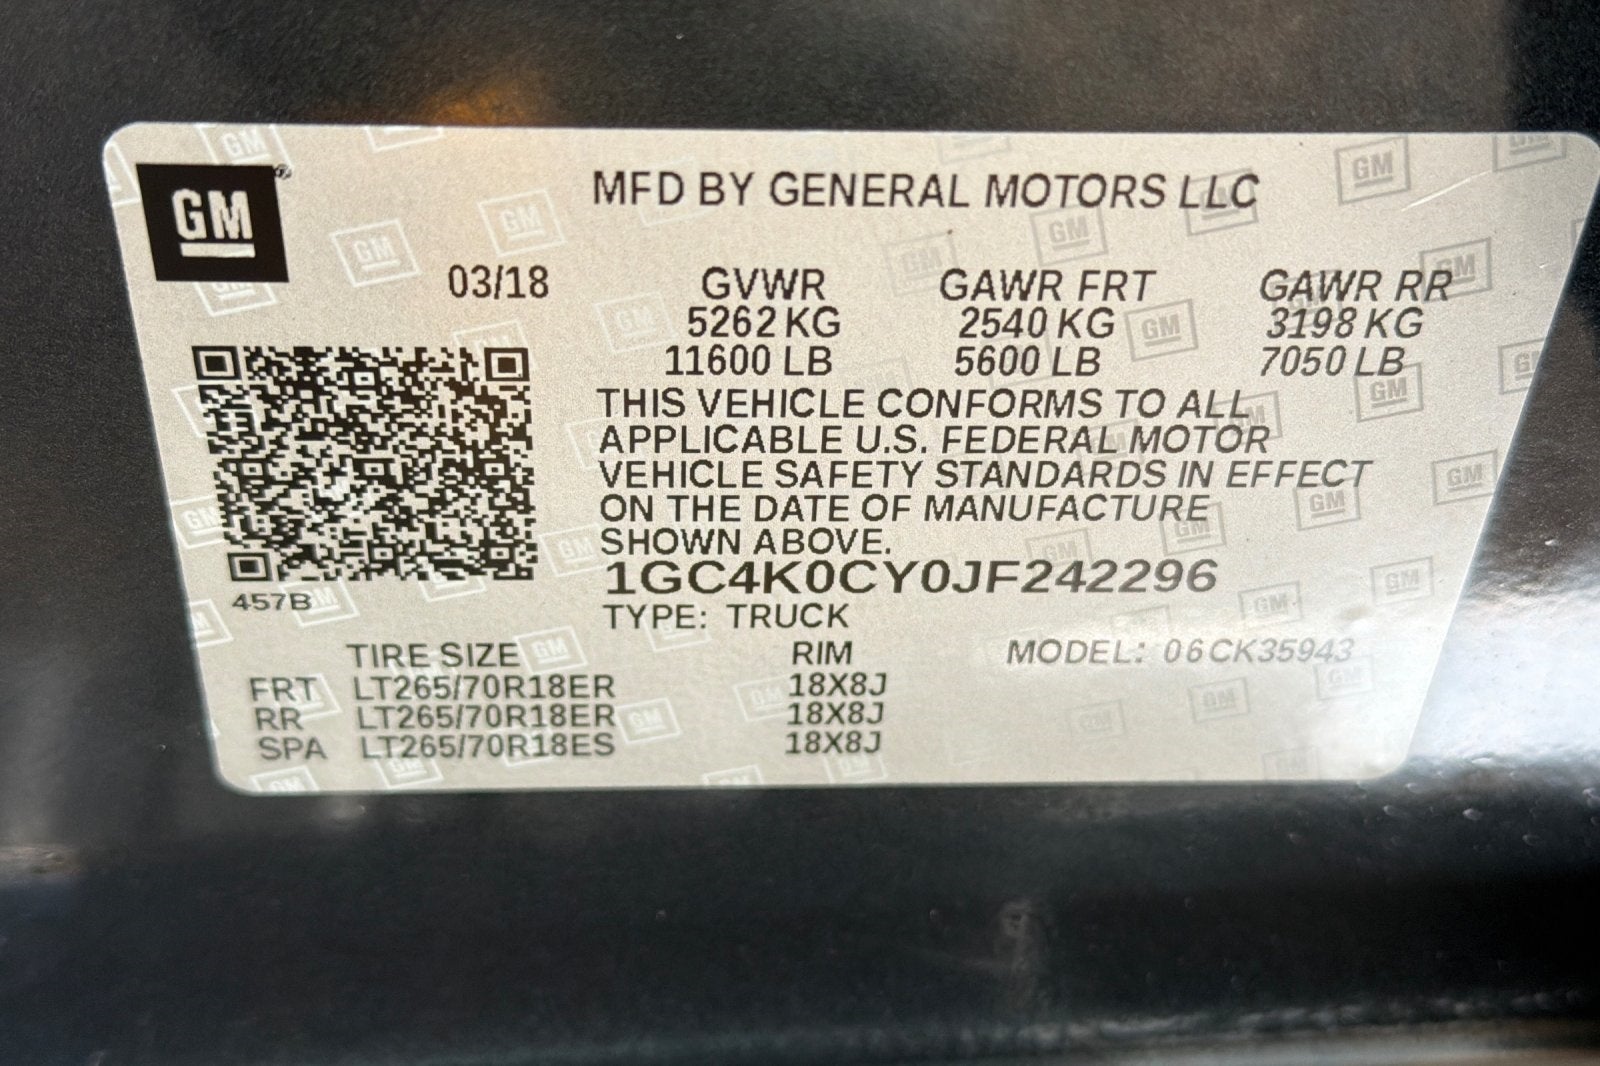 GM
MFD BY GENERAL MOTORS LLC
03/18 GVWR GAWR FRT GAWR RR
5262 KG 2540 KG 3198 KG
11600 LB 5600 LB 7050 LB
THIS VEHICLE CONFORMS TO ALL
APPLICABLE U.S. FEDERAL MOTOR
VEHICLE SAFETY STANDARDS IN EFFECT
ON THE DATE OF MANUFACTURE
SHOWN ABOVE.
1GC4K0CY0JF242296
457B
TYPE: TRUCK
TIRE SIZE RIM MODEL: 06CK35943
FRT LT265/70R18ER 18X8J
RR LT265/70R18ER 18X8J
SPA LT265/70R18ES 18X8J